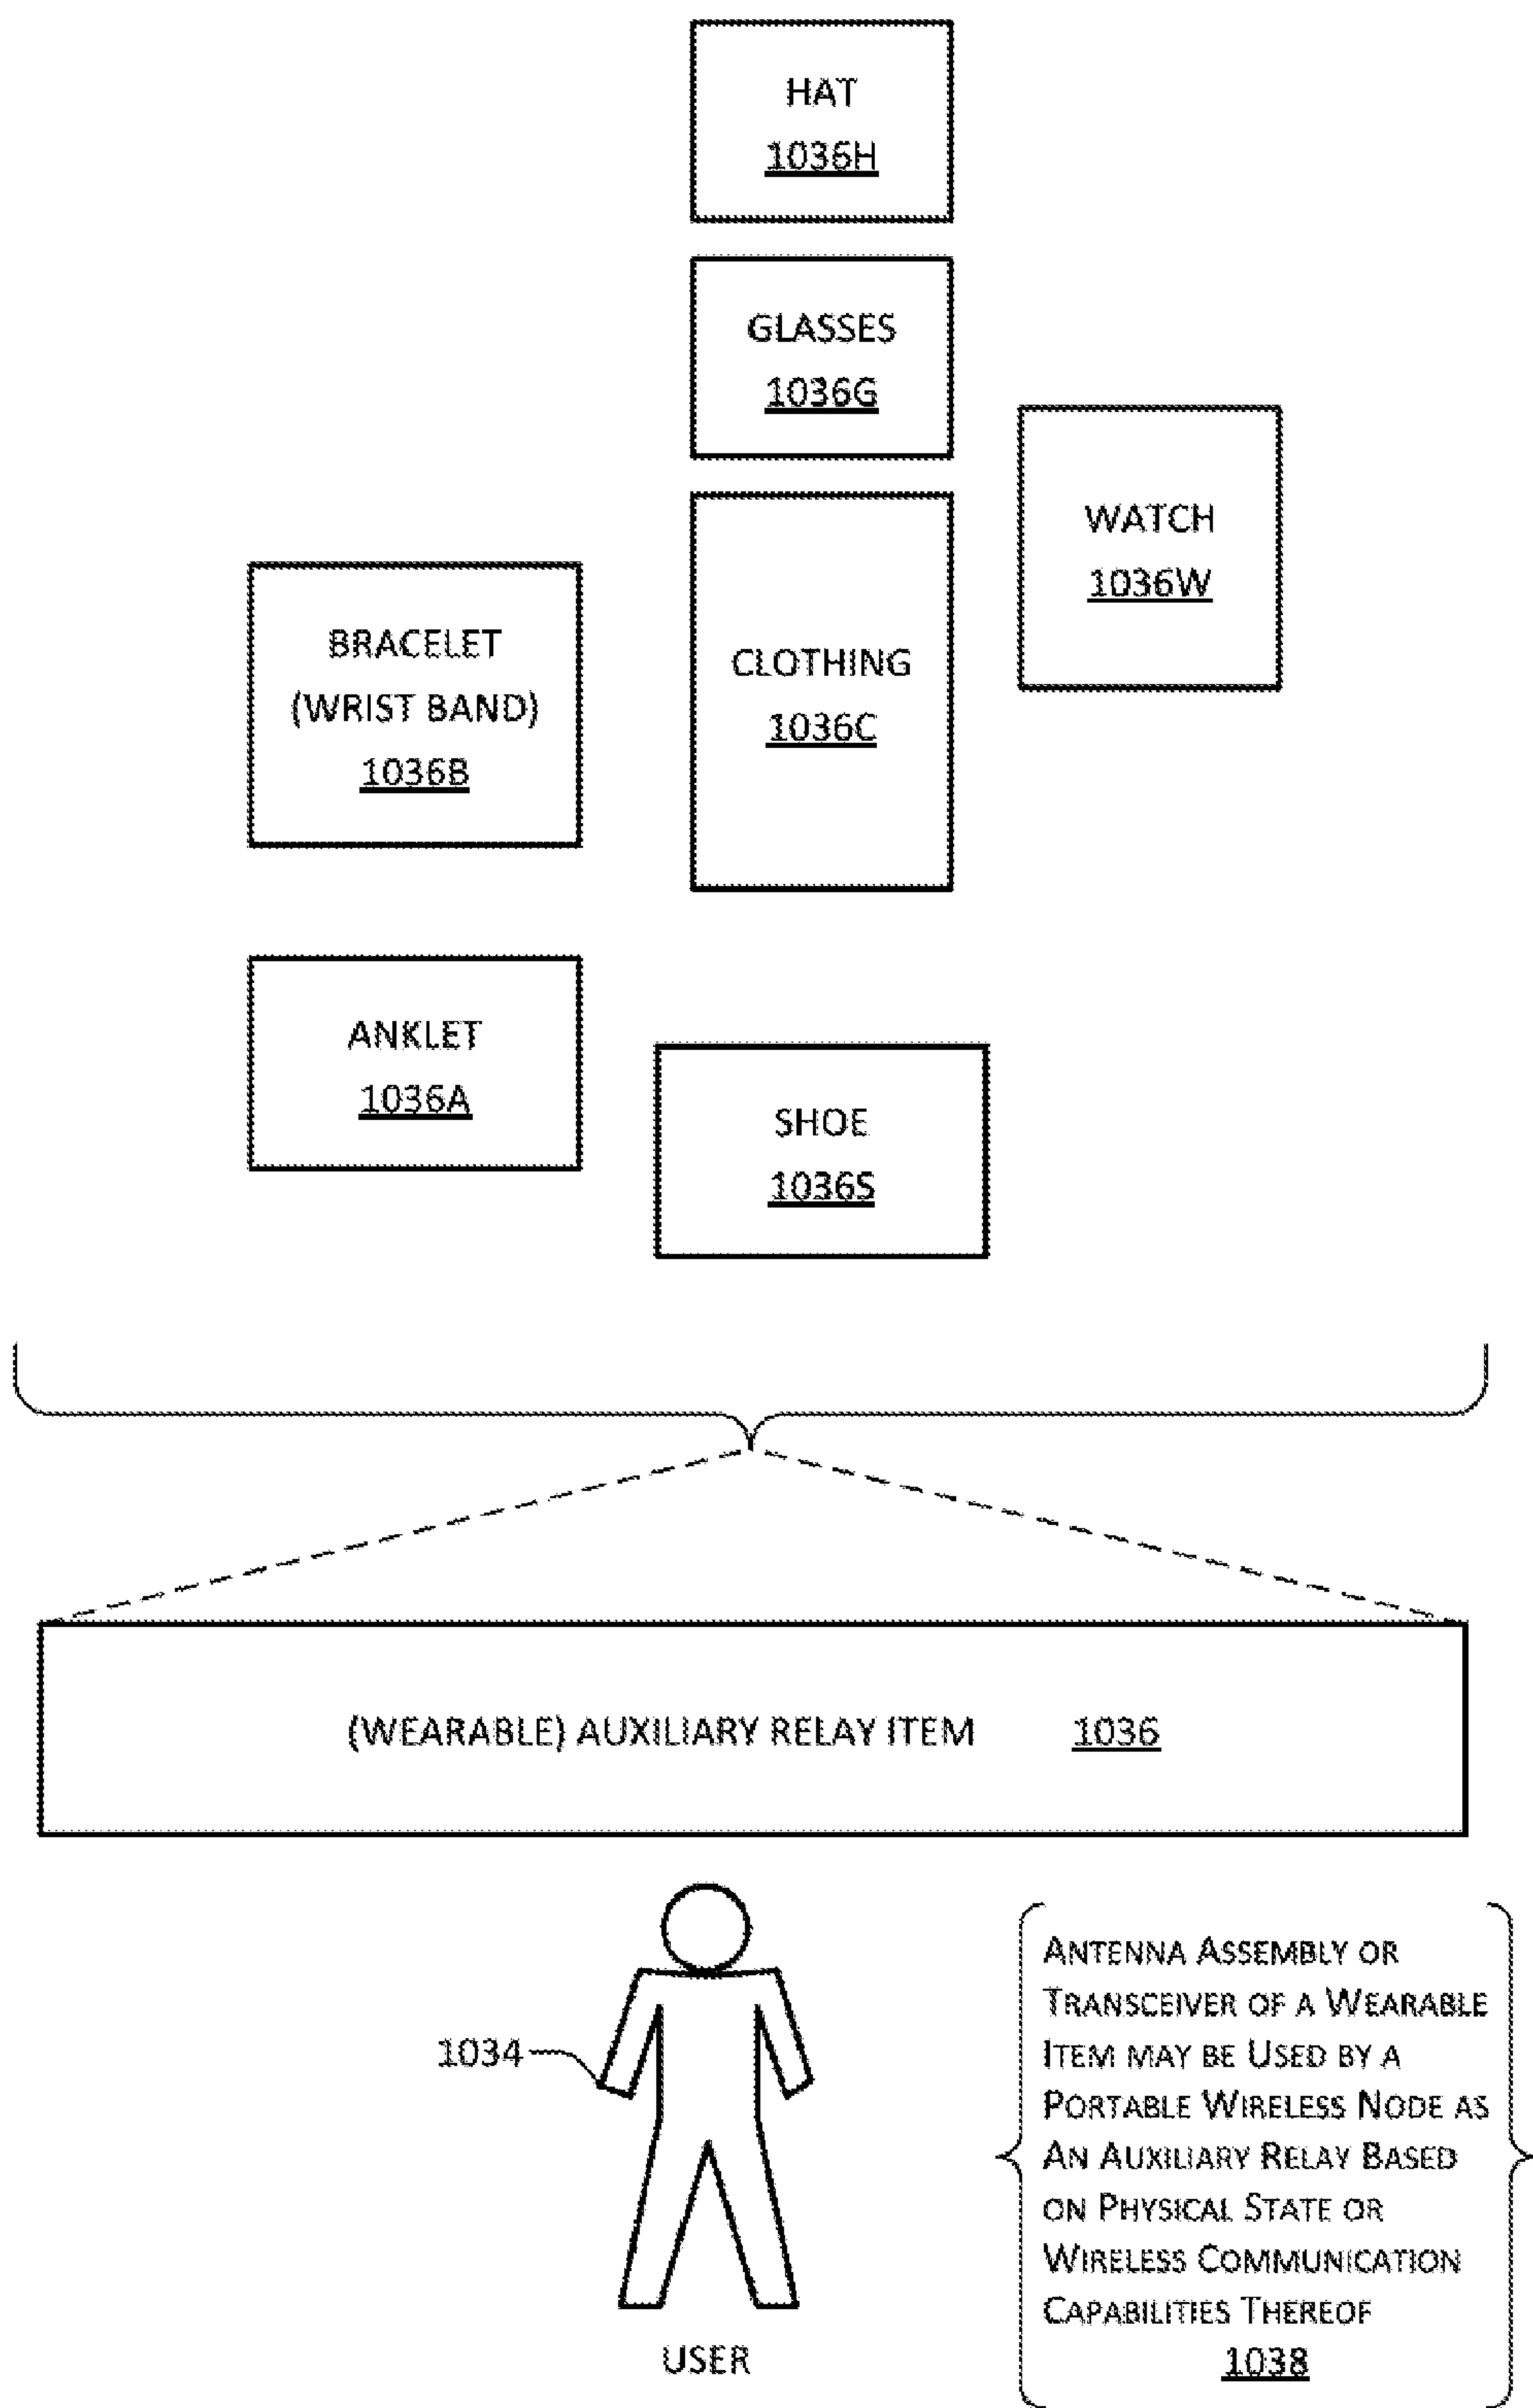 HAT
1036H
GLASSES
1036G
WATCH
1036W
BRACELET
(WRIST BAND)
1036B
CLOTHING
1036C
ANKLET
1036A
SHOE
1036S
(WEARABLE) AUXILIARY RELAY ITEM 1036
1034
USER
ANTENNA ASSEMBLY OR
TRANSCEIVER OF A WEARABLE
ITEM MAY BE USED BY A
PORTABLE WIRELESS NODE AS
AN AUXILIARY RELAY BASED
ON PHYSICAL STATE OR
WIRELESS COMMUNICATION
CAPABILITIES THEREOF
1038